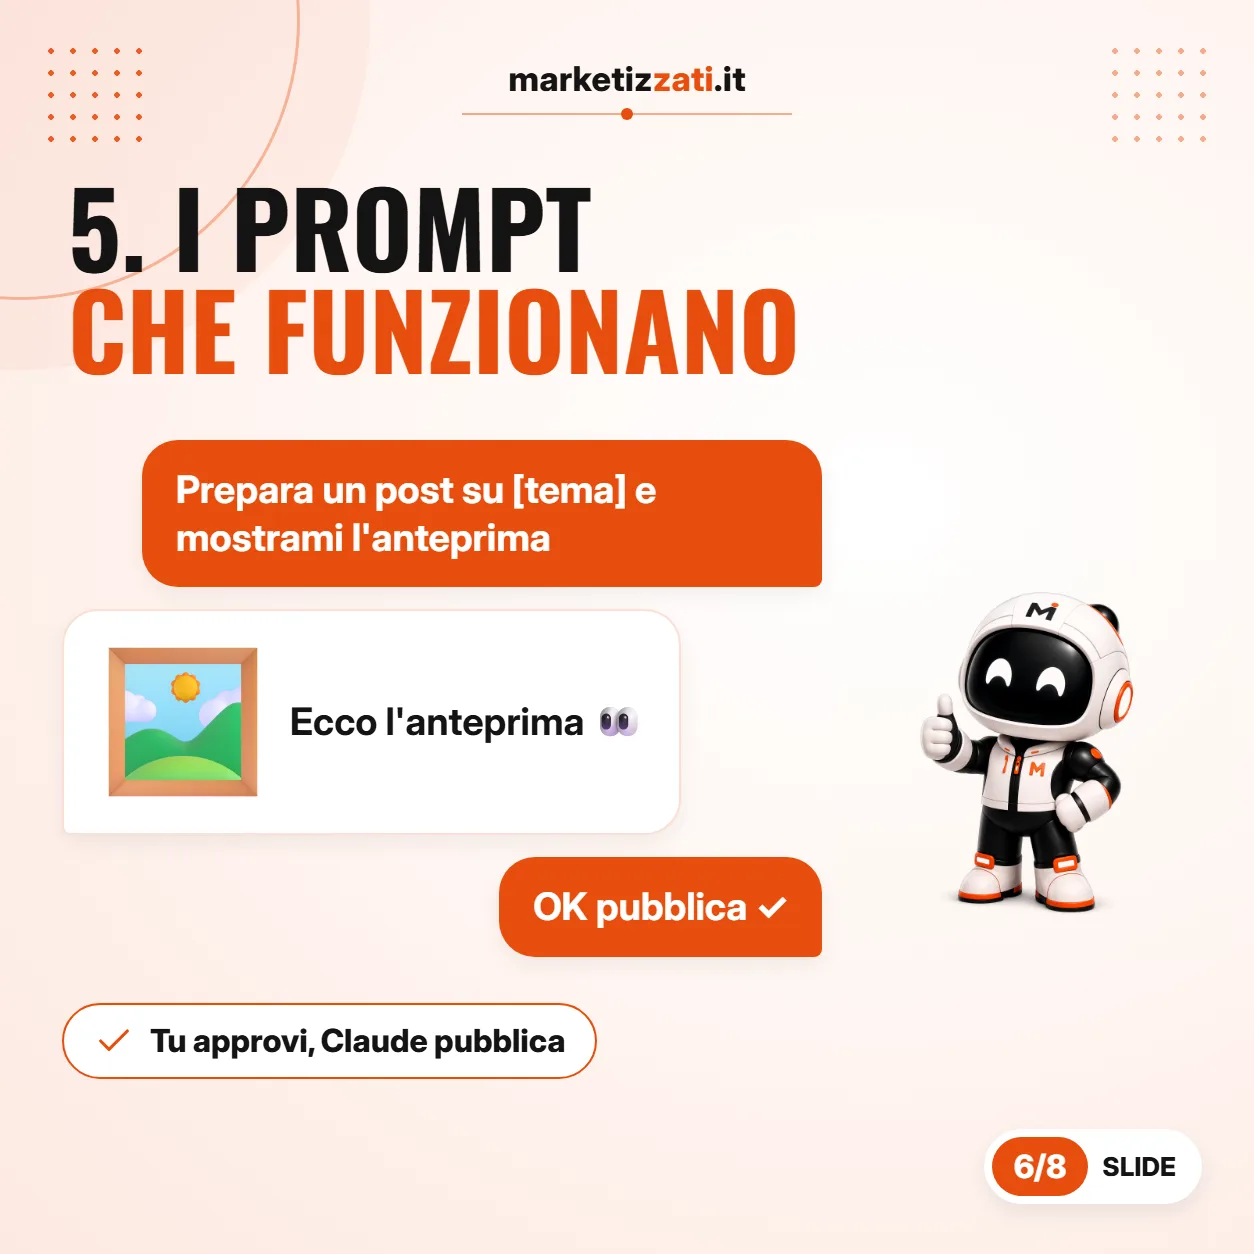 marketizzati.it
5. I PROMPT
CHE FUNZIONANO
Prepara un post su [tema] e
mostrami l'anteprima
Ecco l'anteprima 👀
OK pubblica ✓
✓ Tu approvi, Claude pubblica
M
M
6/8 SLIDE